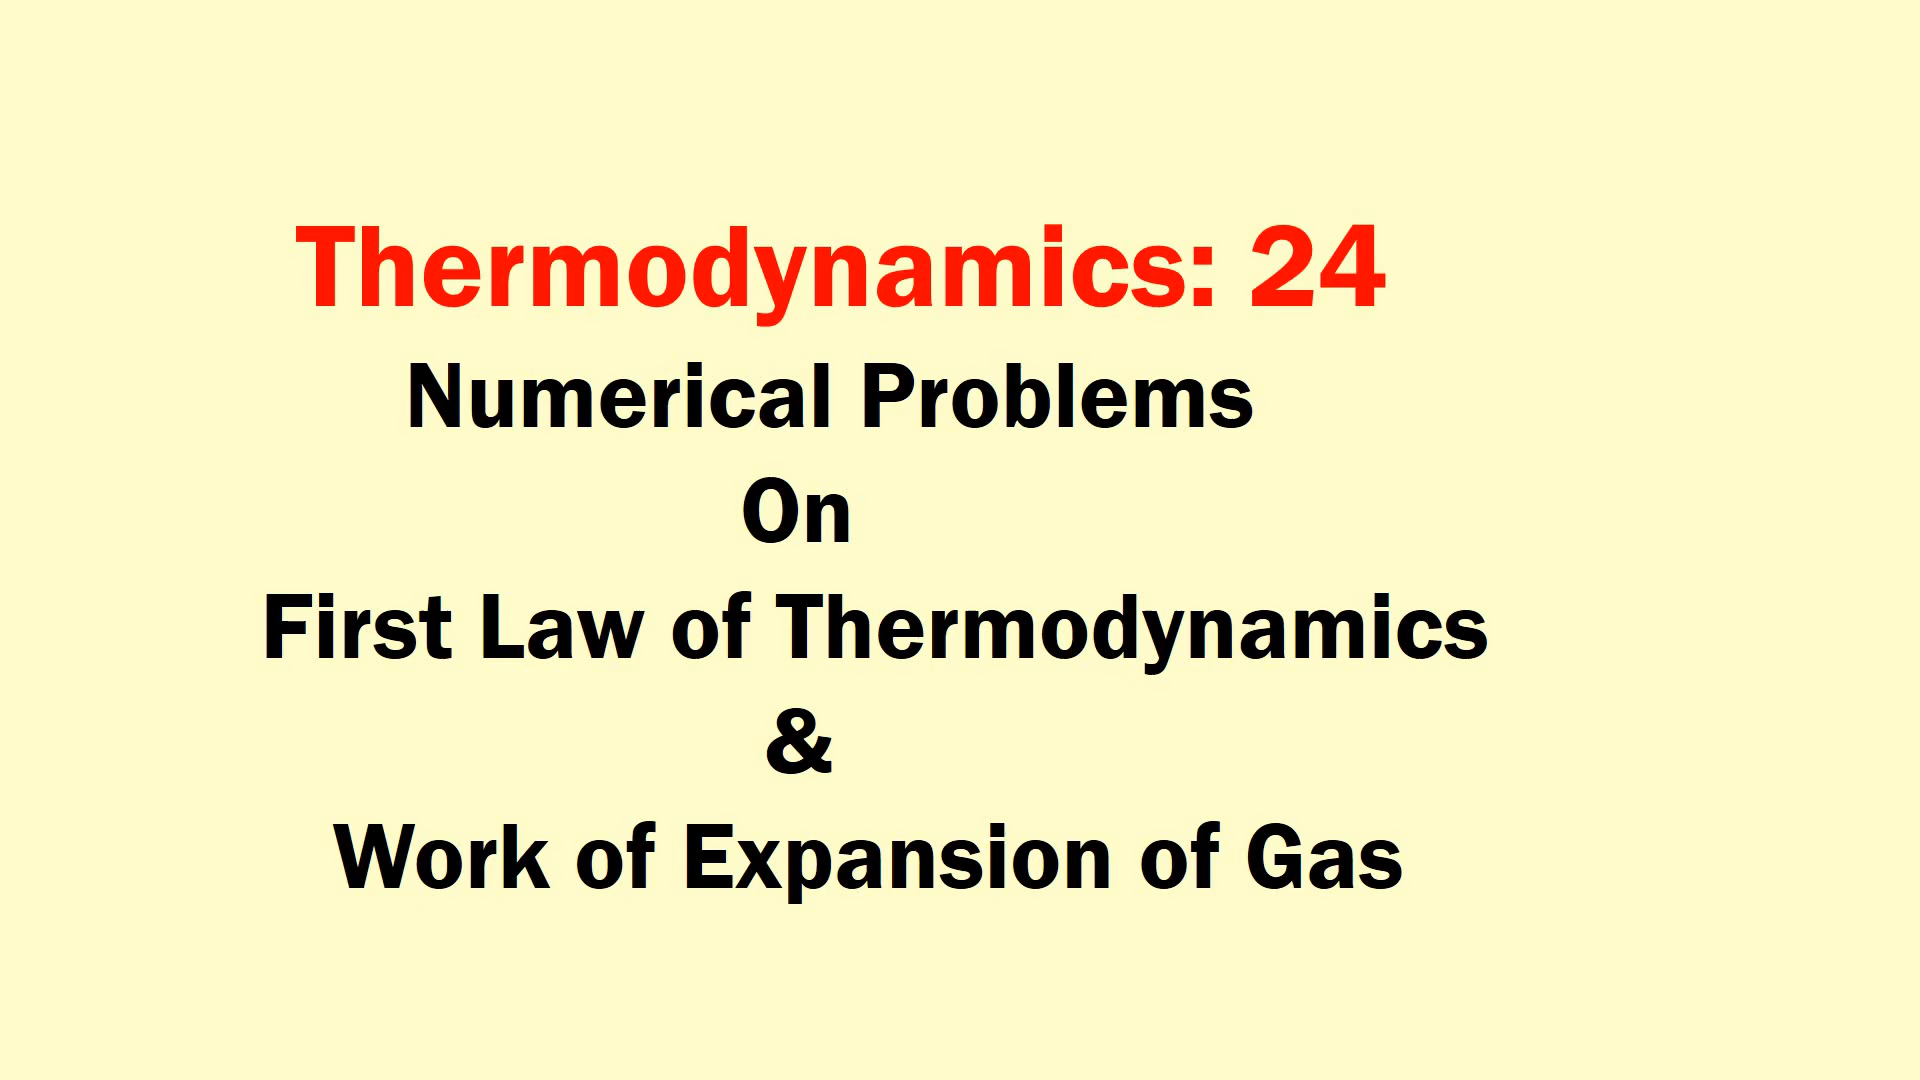 Thermodynamics: 24
Numerical Problems
On
First Law of Thermodynamics
&
Work of Expansion of Gas